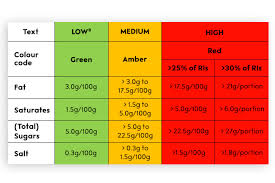 Text LOW® MEDIUM HIGH
Colour code Green Amber Red
>25% of RIs >30% of RIs
Fat 3.0g/100g > 3.0g to 17.5g/100g >17.5g/100g >21g/portion
Saturates 1.5g/100g >1.5g to 5.0g/100g >5.0g/100g >6.0g/portion
(Total) Sugars 5.0g/100g > 5.0g to 22.5g/100g >22.5g/100g >27g/portion
Salt 0.3g/100g > 0.3g to 1.5g/100g >1.5g/100g >1.8g/portion